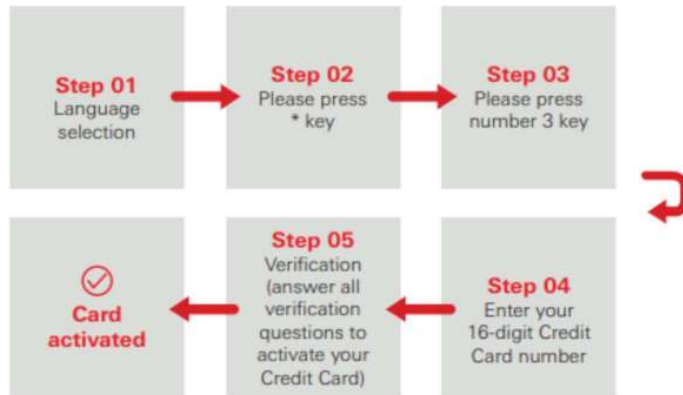 Step 01
Language
selection
Step 02
Please press
* key
Step 03
Please press
number 3 key
Step 04
Enter your
16-digit Credit
Card number
Step 05
Verification
(answer all
verification
questions to
activate your
Credit Card)
Card
activated